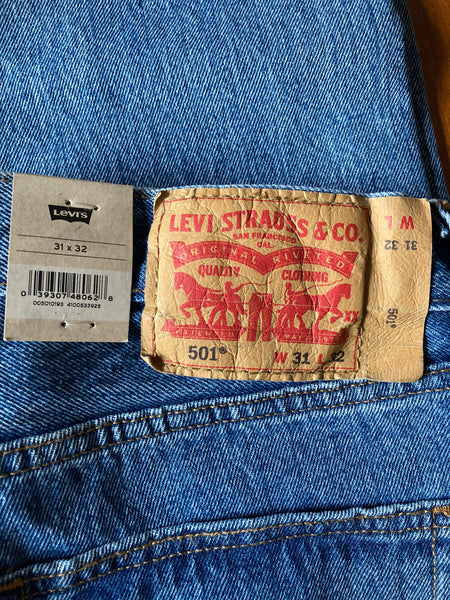 Levi's
31 x 32
0 39307 48062 8
005010193 4100533925
LEVI STRAUSS & CO.
SAN FRANCISCO
CAL.
ORIGINAL RIVETED
QUALITY CLOTHING
XX
501®
W 31 L 32
W L
31 32
501®